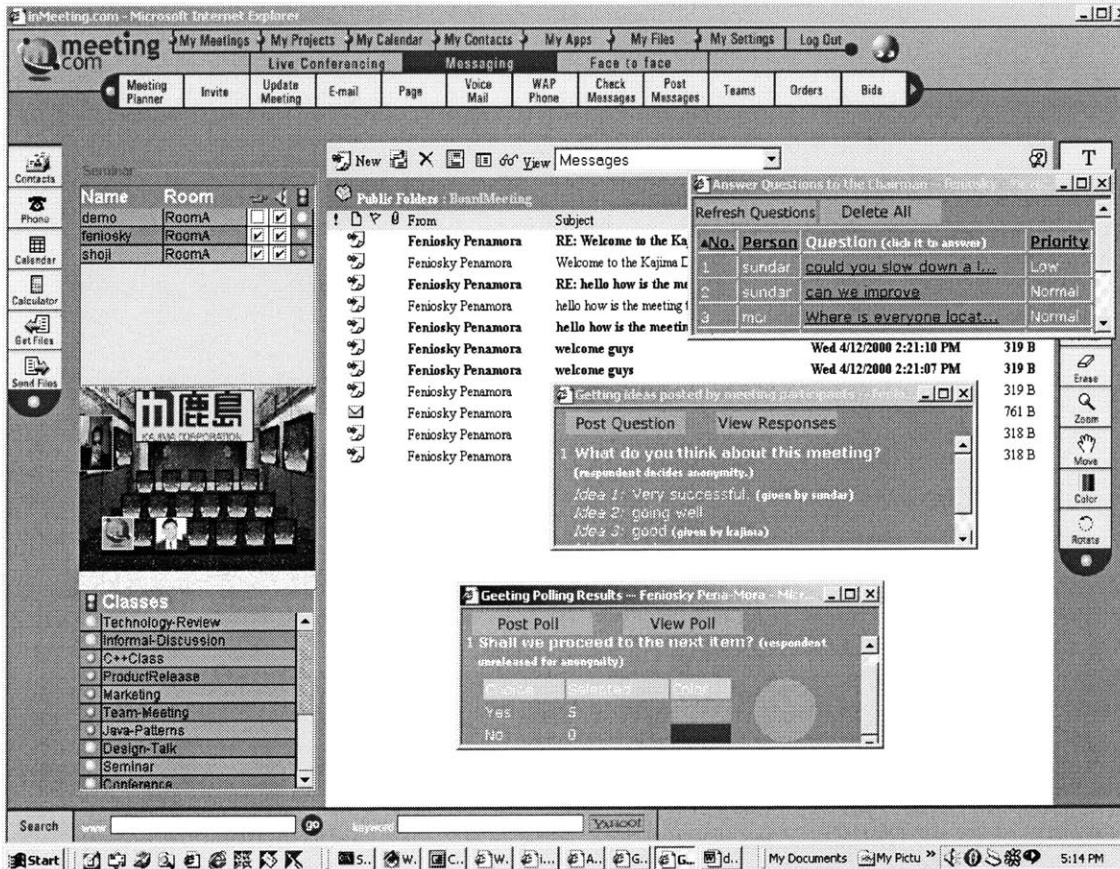 inMeeting.com - Microsoft Internet Explorer
meeting
.com
My Meetings My Projects My Calendar My Contacts My Apps My Files My Settings Log Out
Live Conferencing Messaging Face to face
Meeting Planner Invite Update Meeting E-mail Page Voice Mail WAP Phone Check Messages Post Messages Teams Orders Bids
Contacts
Phone
Calendar
Calculator
Get Files
Send Files
Seminar
Name Room
demo RoomA
feniosky RoomA
shoji RoomA
鹿島
KAJIMA CORPORATION
Classes
Technology-Review
Informal-Discussion
C++Class
ProductRelease
Marketing
Team-Meeting
Java-Patterns
Design-Talk
Seminar
Conference
New View Messages
Public Folders : BoardMeeting
! From Subject
Feniosky Penamora RE: Welcome to the Kaj
Feniosky Penamora Welcome to the Kajima D
Feniosky Penamora RE: hello how is the me
Feniosky Penamora hello how is the meeting
Feniosky Penamora hello how is the meetin
Feniosky Penamora welcome guys Wed 4/12/2000 2:21:10 PM 319 B
Feniosky Penamora welcome guys Wed 4/12/2000 2:21:07 PM 319 B
Feniosky Penamora 319 B
Feniosky Penamora 761 B
Feniosky Penamora 318 B
Feniosky Penamora 318 B
Answer Questions to the Chairman -- feniosky
Refresh Questions Delete All
No. Person Question (click it to answer) Priority
1 sundar could you slow down a l... Low
2 sundar can we improve Normal
3 moi Where is everyone locat... Normal
Getting ideas posted by meeting participants -- fenio...
Post Question View Responses
1 What do you think about this meeting?
(respondent decides anonymity.)
Idea 1: Very successful. (given by sundar)
Idea 2: going well
Idea 3: good (given by kajima)
Geeting Polling Results -- Feniosky Pena-Mora - Micr...
Post Poll View Poll
1 Shall we proceed to the next item? (respondent
unreleased for anonymity)
Choice Selected Color
Yes 5
No 0
T
Erase
Zoom
Move
Color
Rotate
Search www go keyword YAHOO!
Start S.. W.. C.. W.. i... A.. G.. G.. d.. My Documents My Pictu » 5:14 PM